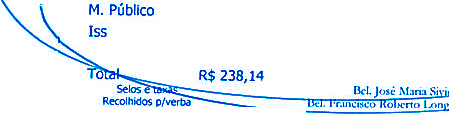 M. Público
Iss
Total R$ 238,14
Selos e taxas
Recolhidos p/verba
Bel. José Maria
Bel. Francisco Roberto